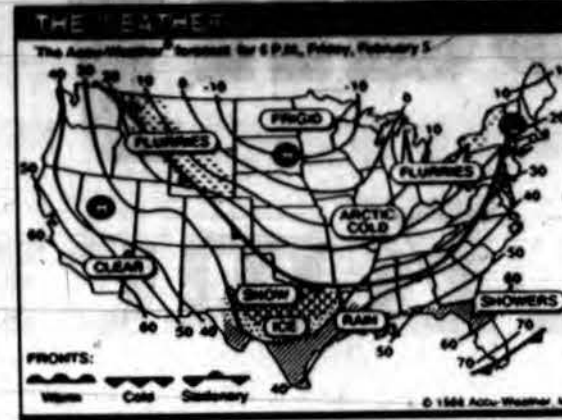 THE WEATHER
The Accu-Weather® forecast for 6 P.M., Friday, February 5
40 30 20 -10 0 -10 -10 0 10 10
FRIGID
FLURRIES
10
FLURRIES
20
30
50
40
ARCTIC
COLD
60
50
CLEAR
60
SNOW
SHOWERS
ICE
RAIN
60 50 40
50
60 70
70
40
FRONTS:
Warm Cold Stationary
© 1988 Accu-Weather,